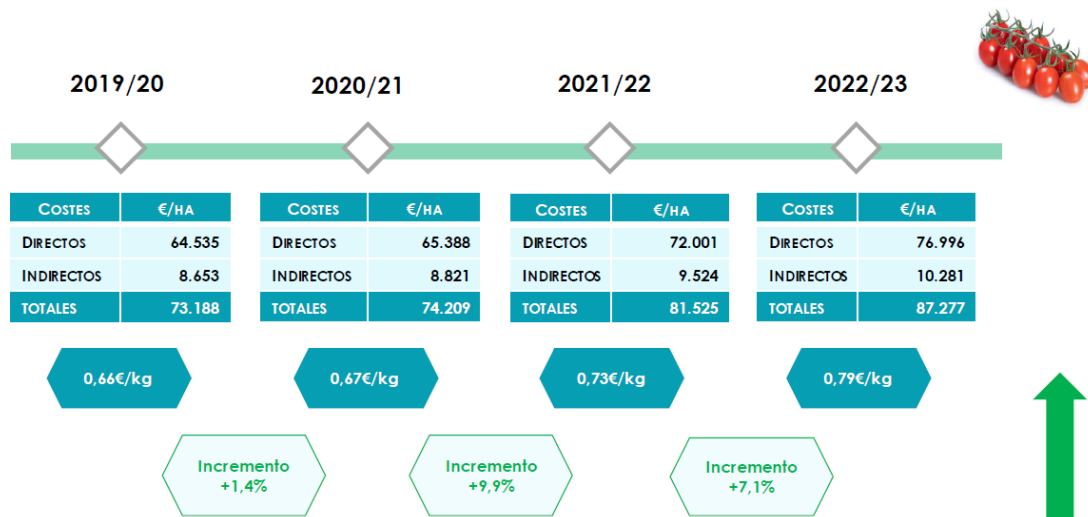 2019/20
2020/21
2021/22
2022/23
COSTES €/HA
DIRECTOS 64.535
INDIRECTOS 8.653
TOTALES 73.188
COSTES €/HA
DIRECTOS 65.388
INDIRECTOS 8.821
TOTALES 74.209
COSTES €/HA
DIRECTOS 72.001
INDIRECTOS 9.524
TOTALES 81.525
COSTES €/HA
DIRECTOS 76.996
INDIRECTOS 10.281
TOTALES 87.277
0,66€/kg
0,67€/kg
0,73€/kg
0,79€/kg
Incremento
+1,4%
Incremento
+9,9%
Incremento
+7,1%